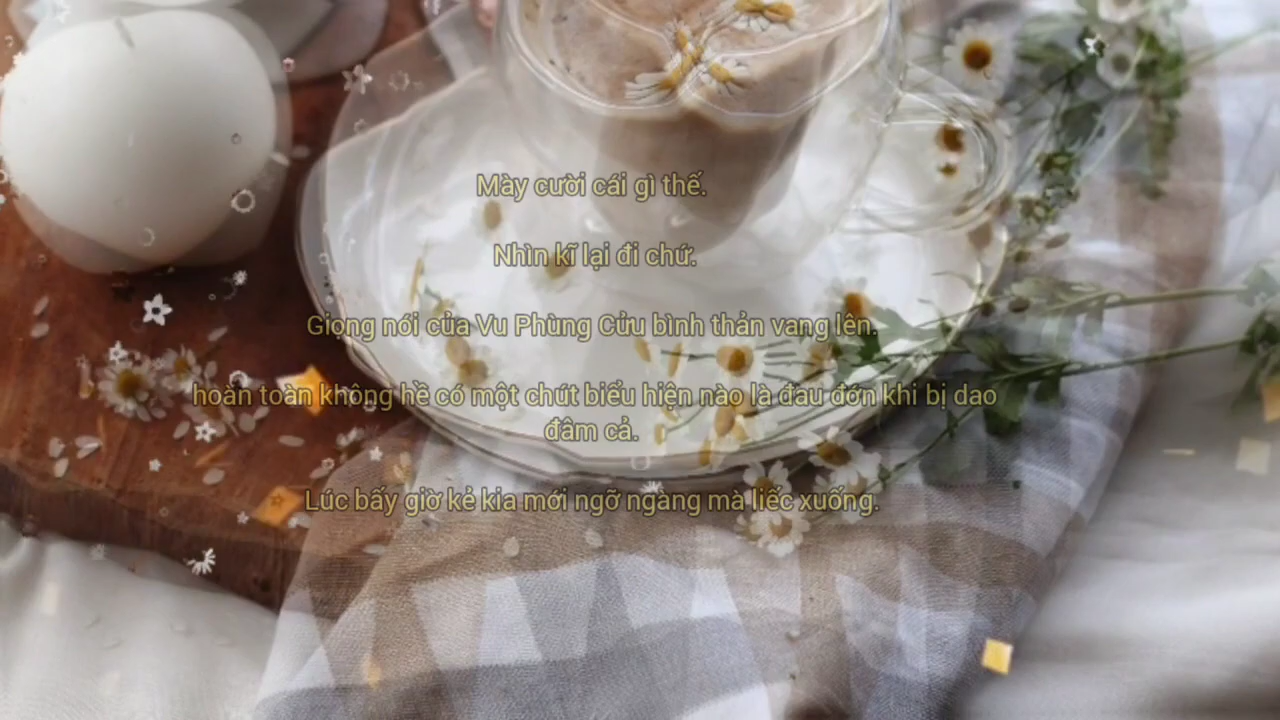 Mày cười cái gì thế.
Nhìn kĩ lại đi chứ.
Giọng nói của Vu Phùng Cửu bình thản vang lên.
hoàn toàn không hề có một chút biểu hiện nào là đau đớn khi bị dao
đâm cả.
Lúc bấy giờ kẻ kia mới ngỡ ngàng mà liếc xuống.